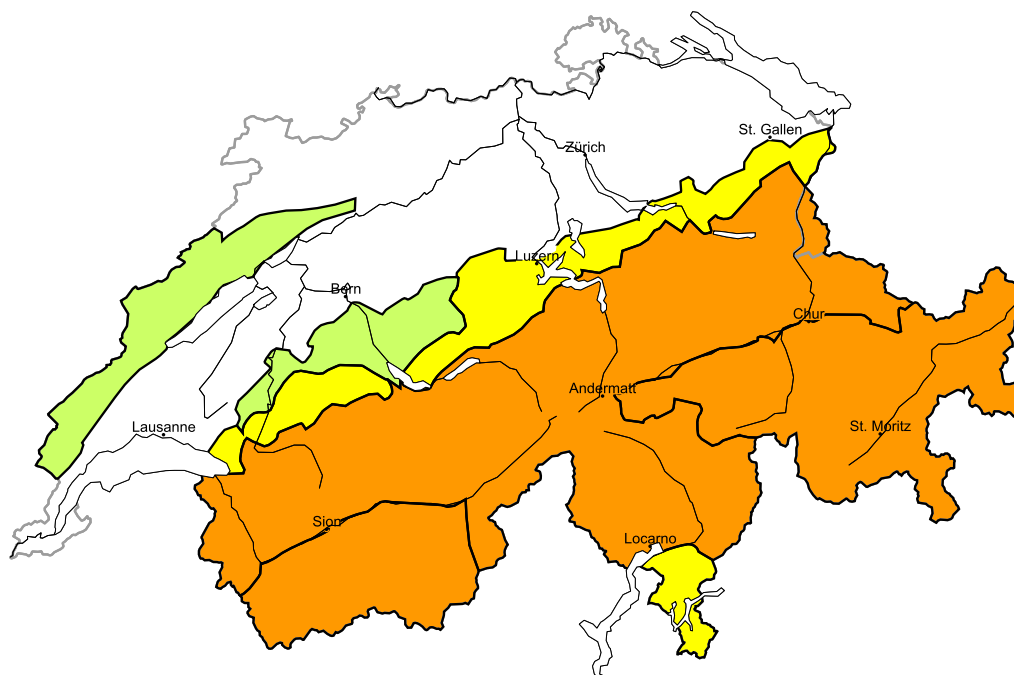 St. Gallen
Zürich
Luzern
Bern
Chur
Andermatt
St. Moritz
Lausanne
Sion
Locarno